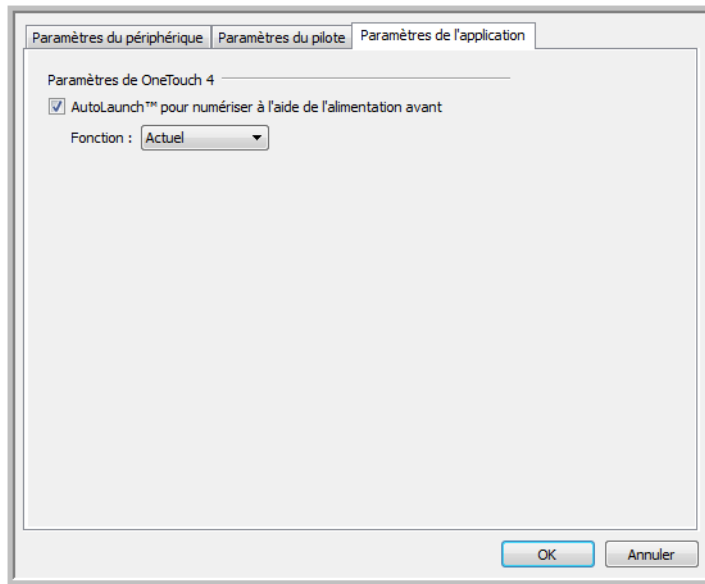 Paramètres du périphérique Paramètres du pilote Paramètres de l'application
Paramètres de OneTouch 4
AutoLaunch™ pour numériser à l'aide de l'alimentation avant
Fonction : Actuel
OK Annuler